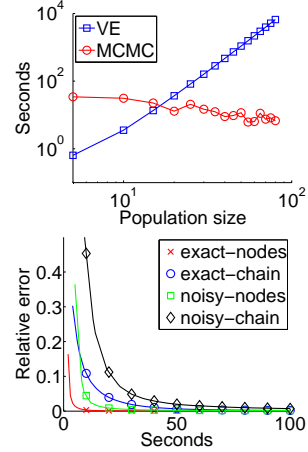 10^4
10^2
10^0
Seconds
VE
MCMC
10^1
10^2
Population size
0.4
0.3
0.2
0.1
0
Relative error
exact-nodes
exact-chain
noisy-nodes
noisy-chain
0
50
100
Seconds